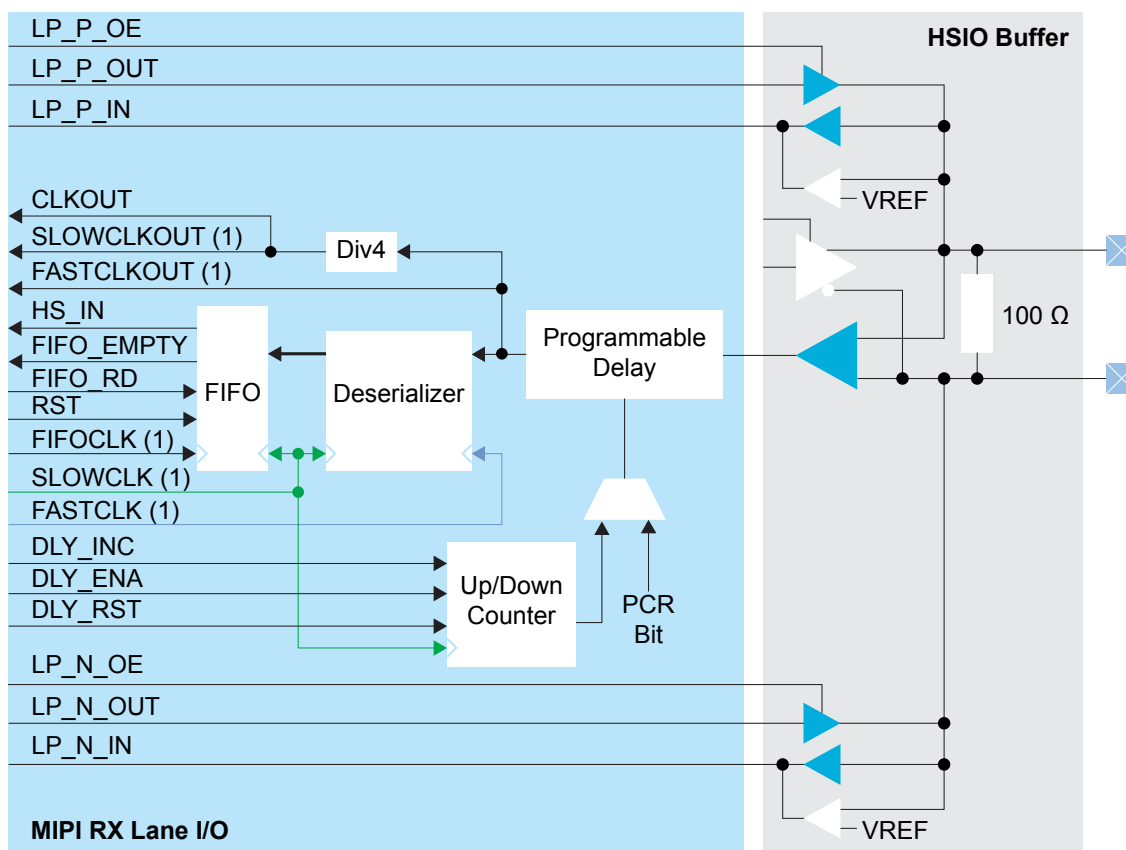 LP_P_OE
HSIO Buffer
LP_P_OUT
LP_P_IN
VREF
CLKOUT
SLOWCLKOUT (1)
Div4
FASTCLKOUT (1)
HS_IN
FIFO_EMPTY
FIFO_RD
RST
FIFOCLK (1)
SLOWCLK (1)
FASTCLK (1)
FIFO
Deserializer
Programmable
Delay
100 Ω
DLY_INC
DLY_ENA
DLY_RST
Up/Down
Counter
PCR
Bit
LP_N_OE
LP_N_OUT
LP_N_IN
VREF
MIPI RX Lane I/O